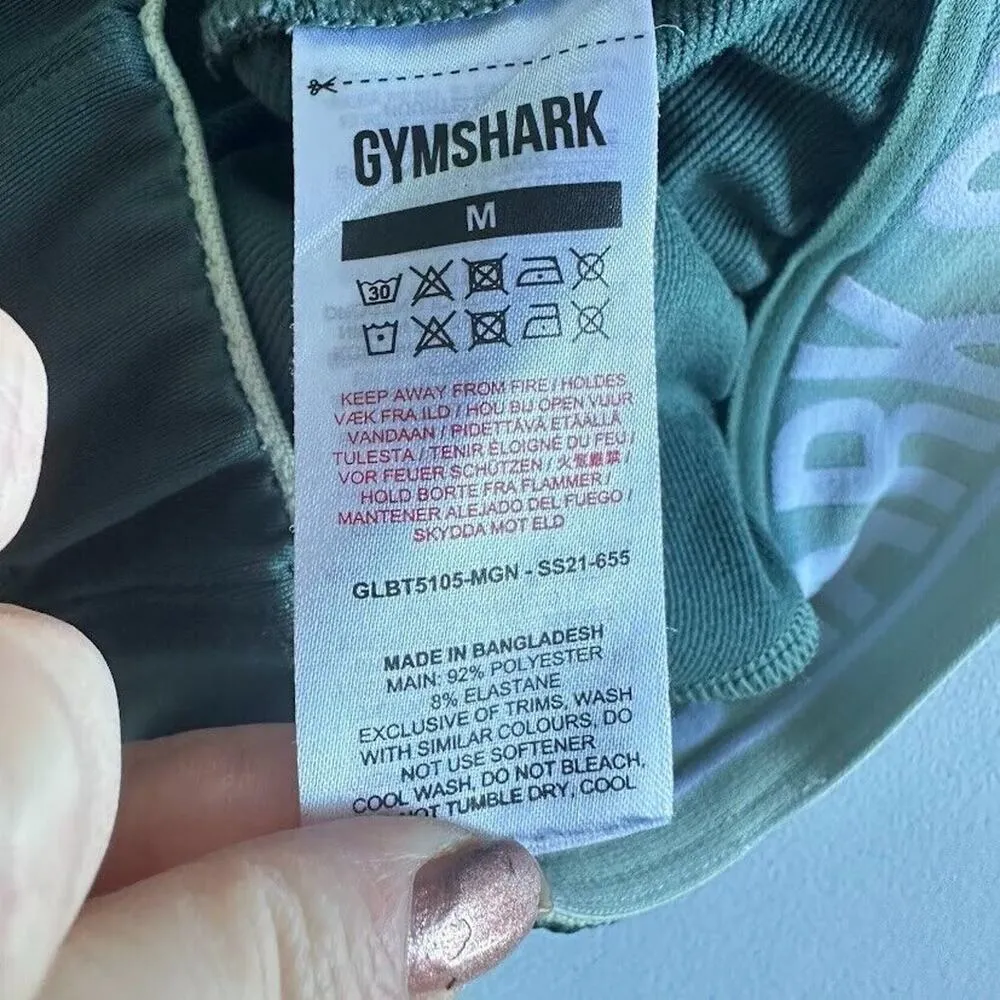 GYMSHARK
M
30
KEEP AWAY FROM FIRE / HOLDES
VÆK FRA ILD / HOU BIJ OPEN VUUR
VANDAAN / PIDETTÄVÄ ETÄÄLLÄ
TULESTA / TENIR ÉLOIGNÉ DU FEU /
VOR FEUER SCHÜTZEN /
HOLD BORTE FRA FLAMMER /
MANTENER ALEJADO DEL FUEGO /
SKYDDA MOT ELD
GLBT5105-MGN - SS21-655
MADE IN BANGLADESH
MAIN: 92% POLYESTER
8% ELASTANE
EXCLUSIVE OF TRIMS, WASH
WITH SIMILAR COLOURS, DO
NOT USE SOFTENER
COOL WASH, DO NOT BLEACH,
NOT TUMBLE DRY, COOL